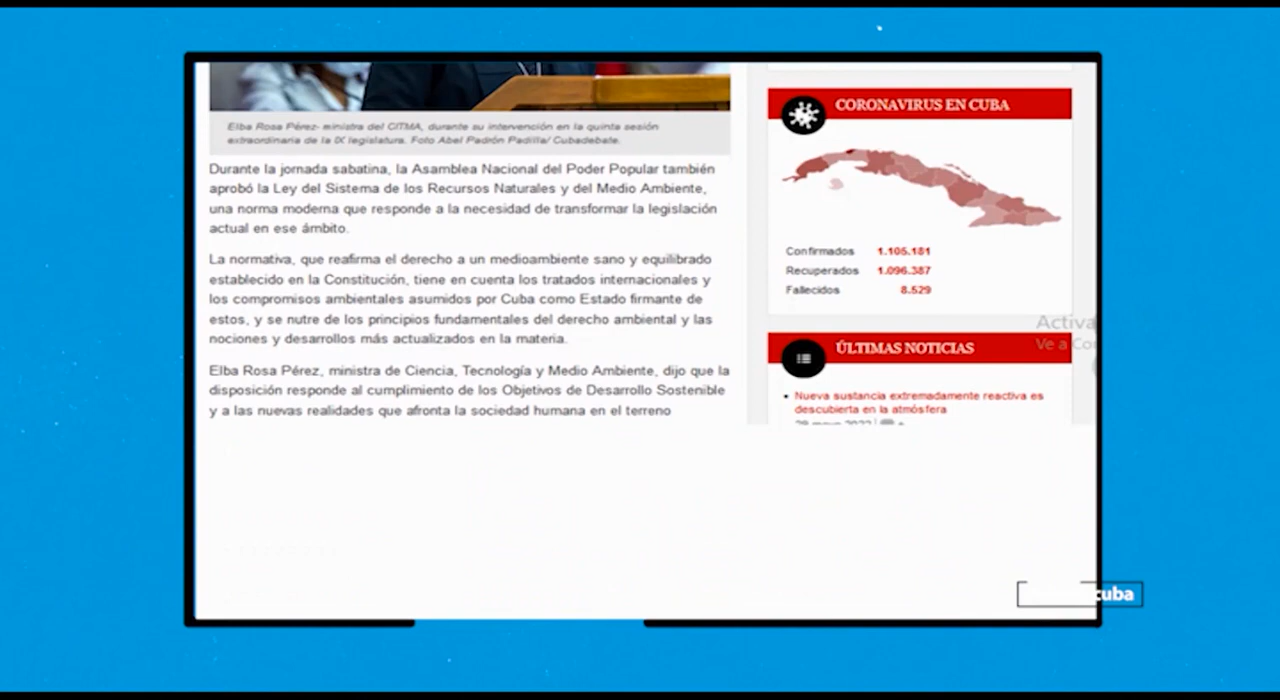 Elba Rosa Pérez- ministra del CITMA, durante su intervención en la quinta sesión
extraordinaria de la IX legislatura. Foto Abel Padrón Padilla/ Cubadebate.
Durante la jornada sabatina, la Asamblea Nacional del Poder Popular también
aprobó la Ley del Sistema de los Recursos Naturales y del Medio Ambiente,
una norma moderna que responde a la necesidad de transformar la legislación
actual en ese ámbito.
La normativa, que reafirma el derecho a un medioambiente sano y equilibrado
establecido en la Constitución, tiene en cuenta los tratados internacionales y
los compromisos ambientales asumidos por Cuba como Estado firmante de
estos, y se nutre de los principios fundamentales del derecho ambiental y las
nociones y desarrollos más actualizados en la materia.
Elba Rosa Pérez, ministra de Ciencia, Tecnología y Medio Ambiente, dijo que la
disposición responde al cumplimiento de los Objetivos de Desarrollo Sostenible
y a las nuevas realidades que afronta la sociedad humana en el terreno
CORONAVIRUS EN CUBA
Confirmados 1.105.181
Recuperados 1.096.387
Fallecidos 8.529
Activa
Ve a Co
ÚLTIMAS NOTICIAS
Nueva sustancia extremadamente reactiva es
descubierta en la atmósfera
cuba